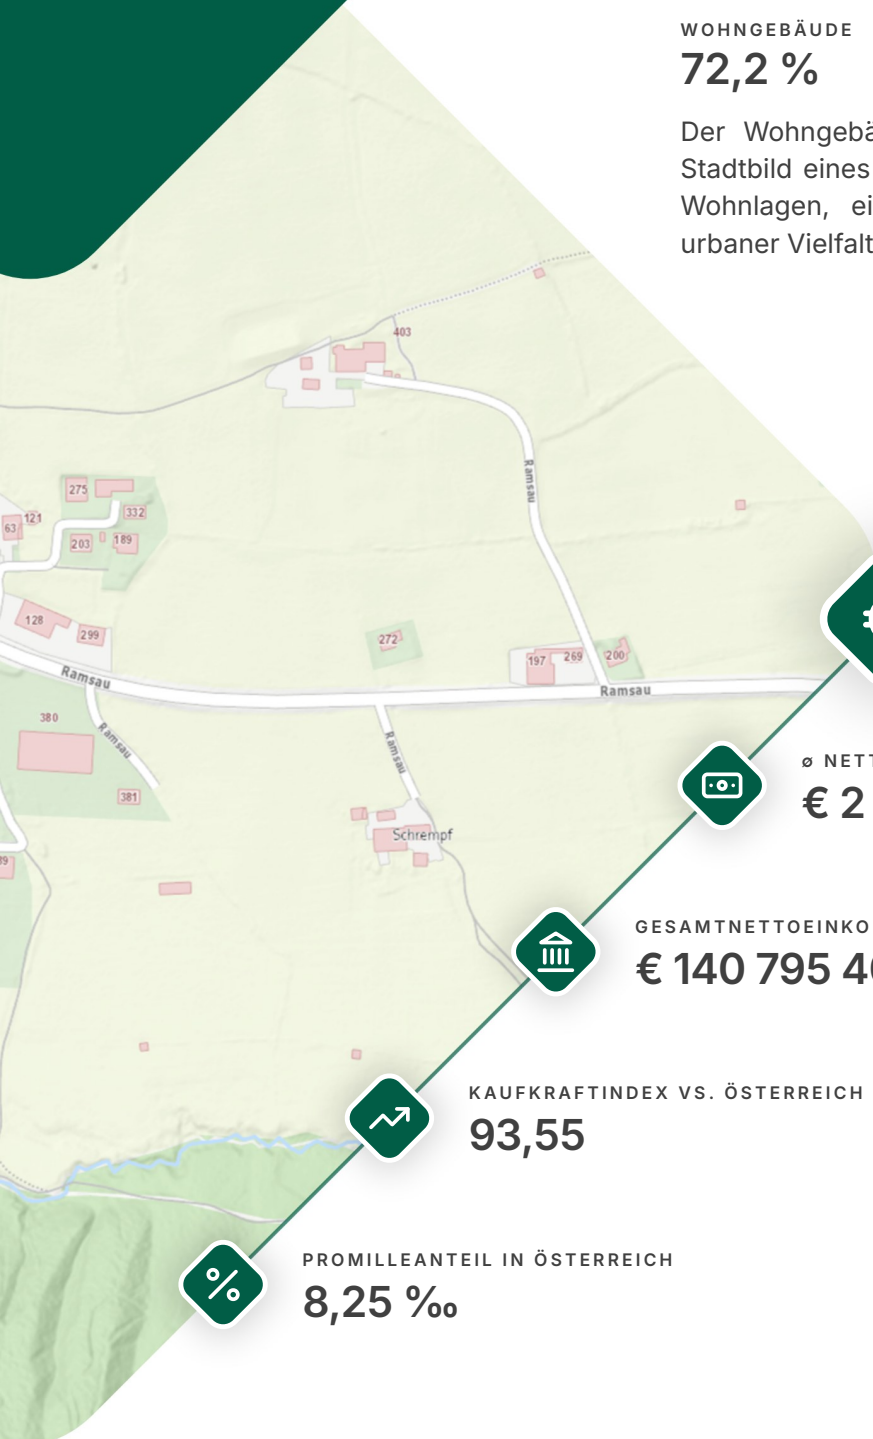 WOHNGEBÄUDE
72,2 %
Der Wohngebä
Stadtbild eines
Wohnlagen, ei
urbaner Vielfalt
403
Ramsau
275
332
121
63
203
189
128
299
272
197
269
200
Ramsau
Ramsau
380
Ramsau
Ramsau
381
Schrempf
39
ø NETT
€ 2
GESAMTNETTOEINKO
€ 140 795 40
KAUFKRAFTINDEX VS. ÖSTERREICH
93,55
PROMILLEANTEIL IN ÖSTERREICH
8,25 ‰